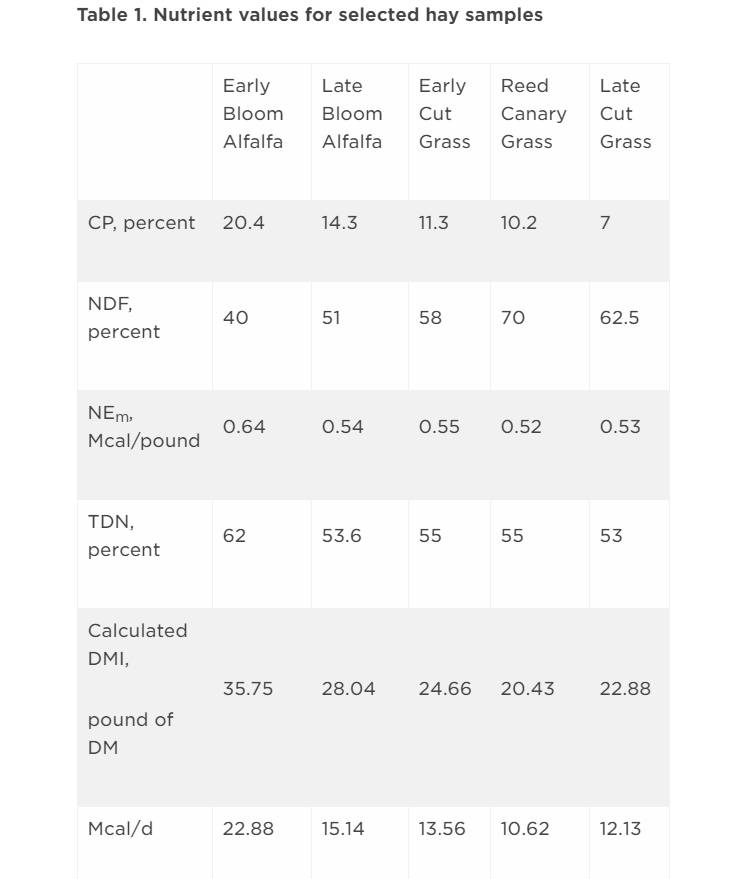 Table 1. Nutrient values for selected hay samples
Early Bloom Alfalfa Late Bloom Alfalfa Early Cut Grass Reed Canary Grass Late Cut Grass
CP, percent 20.4 14.3 11.3 10.2 7
NDF, percent 40 51 58 70 62.5
NEm, Mcal/pound 0.64 0.54 0.55 0.52 0.53
TDN, percent 62 53.6 55 55 53
Calculated DMI, pound of DM 35.75 28.04 24.66 20.43 22.88
Mcal/d 22.88 15.14 13.56 10.62 12.13